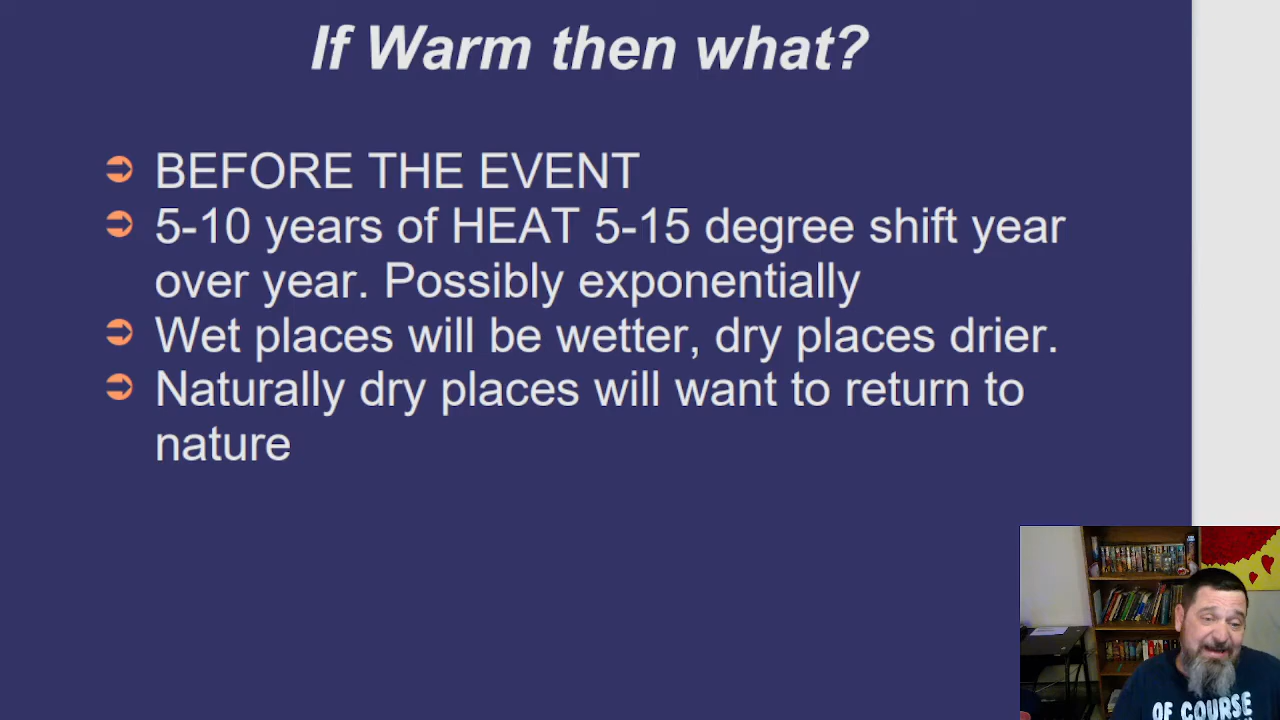 If Warm then what?
BEFORE THE EVENT
5-10 years of HEAT 5-15 degree shift year
over year. Possibly exponentially
Wet places will be wetter, dry places drier.
Naturally dry places will want to return to
nature
OF COURSE